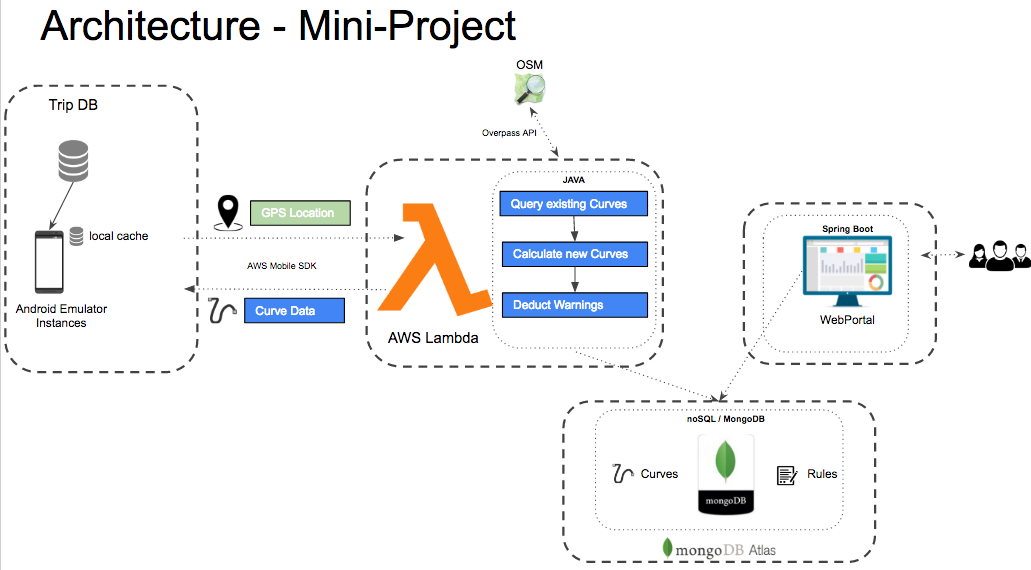 Architecture - Mini-Project
OSM
Overpass API
Trip DB
local cache
Android Emulator
Instances
GPS Location
AWS Mobile SDK
Curve Data
AWS Lambda
JAVA
Query existing Curves
Calculate new Curves
Deduct Warnings
Spring Boot
WebPortal
noSQL / MongoDB
Curves
mongoDB
Rules
mongoDB Atlas